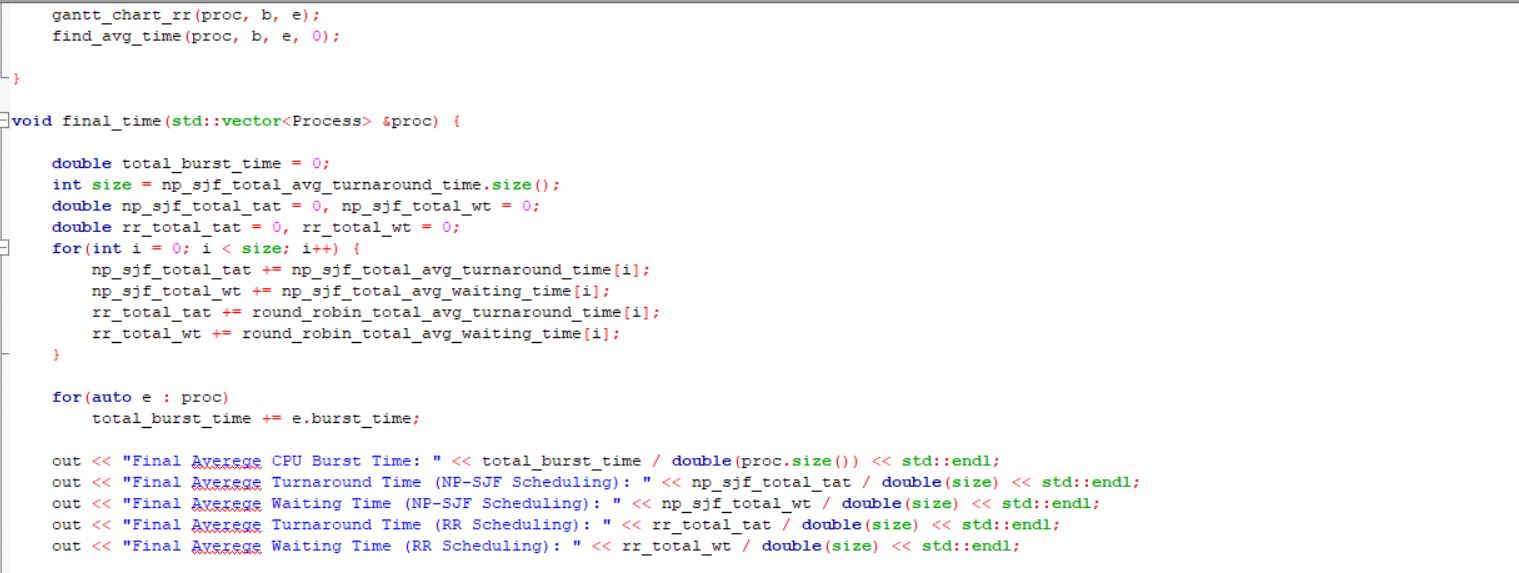 gantt_chart_rr(proc, b, e);
find_avg_time(proc, b, e, 0);
}
void final_time(std::vector<Process> &proc) {
double total_burst_time = 0;
int size = np_sjf_total_avg_turnaround_time.size();
double np_sjf_total_tat = 0, np_sjf_total_wt = 0;
double rr_total_tat = 0, rr_total_wt = 0;
for(int i = 0; i < size; i++) {
np_sjf_total_tat += np_sjf_total_avg_turnaround_time[i];
np_sjf_total_wt += np_sjf_total_avg_waiting_time[i];
rr_total_tat += round_robin_total_avg_turnaround_time[i];
rr_total_wt += round_robin_total_avg_waiting_time[i];
}
for(auto e : proc)
total_burst_time += e.burst_time;
out << "Final Averege CPU Burst Time: " << total_burst_time / double(proc.size()) << std::endl;
out << "Final Averege Turnaround Time (NP-SJF Scheduling): " << np_sjf_total_tat / double(size) << std::endl;
out << "Final Averege Waiting Time (NP-SJF Scheduling): " << np_sjf_total_wt / double(size) << std::endl;
out << "Final Averege Turnaround Time (RR Scheduling): " << rr_total_tat / double(size) << std::endl;
out << "Final Averege Waiting Time (RR Scheduling): " << rr_total_wt / double(size) << std::endl;